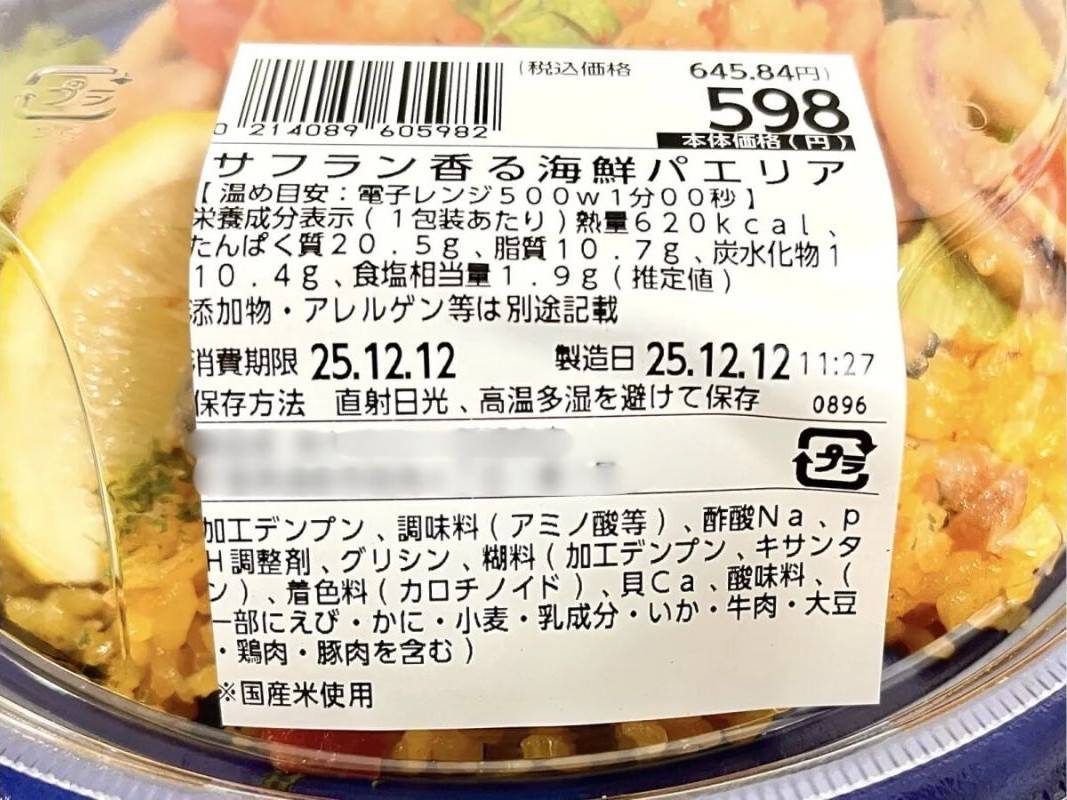 プラ
(税込価格 645.84円)
598
本体価格(円)
0 214089 605982
サフラン香る海鮮パエリア
【温め目安:電子レンジ500w1分00秒】
栄養成分表示(1包装あたり)熱量620kcal、
たんぱく質20.5g、脂質10.7g、炭水化物1
10.4g、食塩相当量1.9g(推定値)
添加物・アレルゲン等は別途記載
消費期限 25.12.12 製造日 25.12.12 11:27
保存方法 直射日光、高温多湿を避けて保存 0896
プラ
加工デンプン、調味料(アミノ酸等)、酢酸Na、p
H調整剤、グリシン、糊料(加工デンプン、キサンタ
ン)、着色料(カロチノイド)、貝Ca、酸味料、(
一部にえび・かに・小麦・乳成分・いか・牛肉・大豆
・鶏肉・豚肉を含む)
※国産米使用